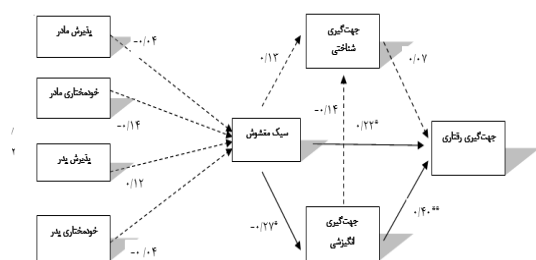 پذیرش مادر
خودمختاری مادر
پذیرش پدر
خودمختاری پدر
سبک مغشوش
جهت‌گیری
شناختی
جهت‌گیری
انگیزشی
جهت‌گیری رفتاری
-۰/۰۴
-۰/۱۴
۰/۱۲
-۰/۰۴
۰/۱۳
-۰/۱۴
۰/۰۷
۰/۲۲*
-۰/۲۷*
۰/۴۰**
/
۲